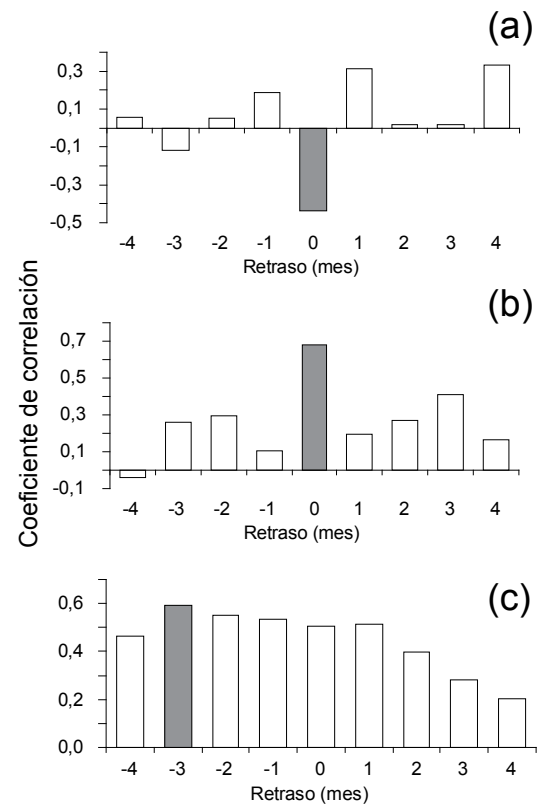 (a)
0,3
0,1
-0,1
-0,3
-0,5
-4 -3 -2 -1 0 1 2 3 4
Retraso (mes)
Coeficiente de correlación
(b)
0,7
0,5
0,3
0,1
-0,1
-4 -3 -2 -1 0 1 2 3 4
Retraso (mes)
(c)
0,6
0,4
0,2
0,0
-4 -3 -2 -1 0 1 2 3 4
Retraso (mes)